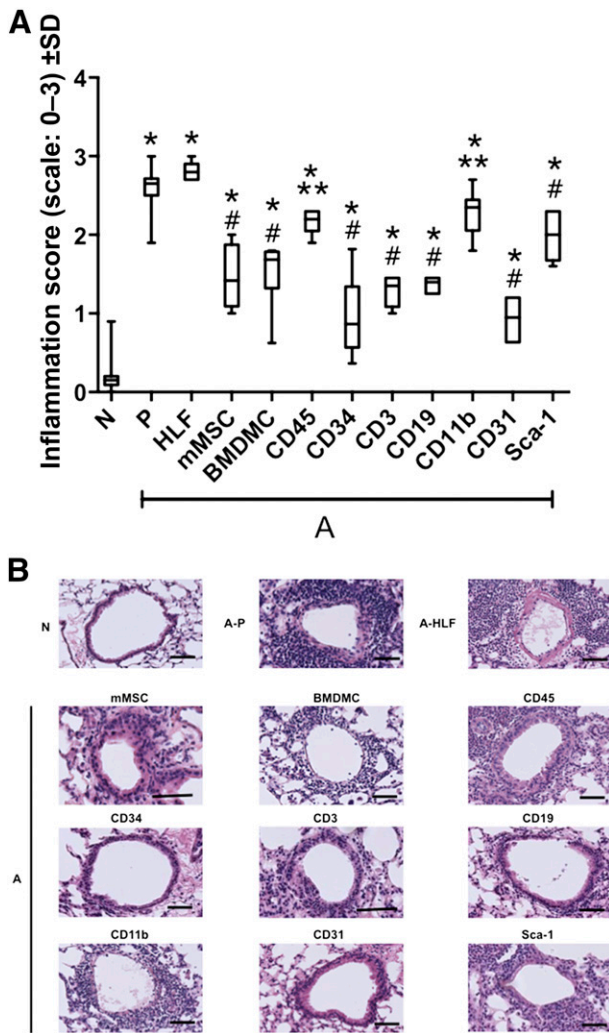 A
Inflammation score (scale: 0–3) ±SD
4
3
2
1
0
* * * # * # * ** * # * # * # * ** * # * #
N P HLF mMSC BMDMC CD45 CD34 CD3 CD19 CD11b CD31 Sca-1
A
B
N A-P A-HLF
mMSC BMDMC CD45
CD34 CD3 CD19
A
CD11b CD31 Sca-1